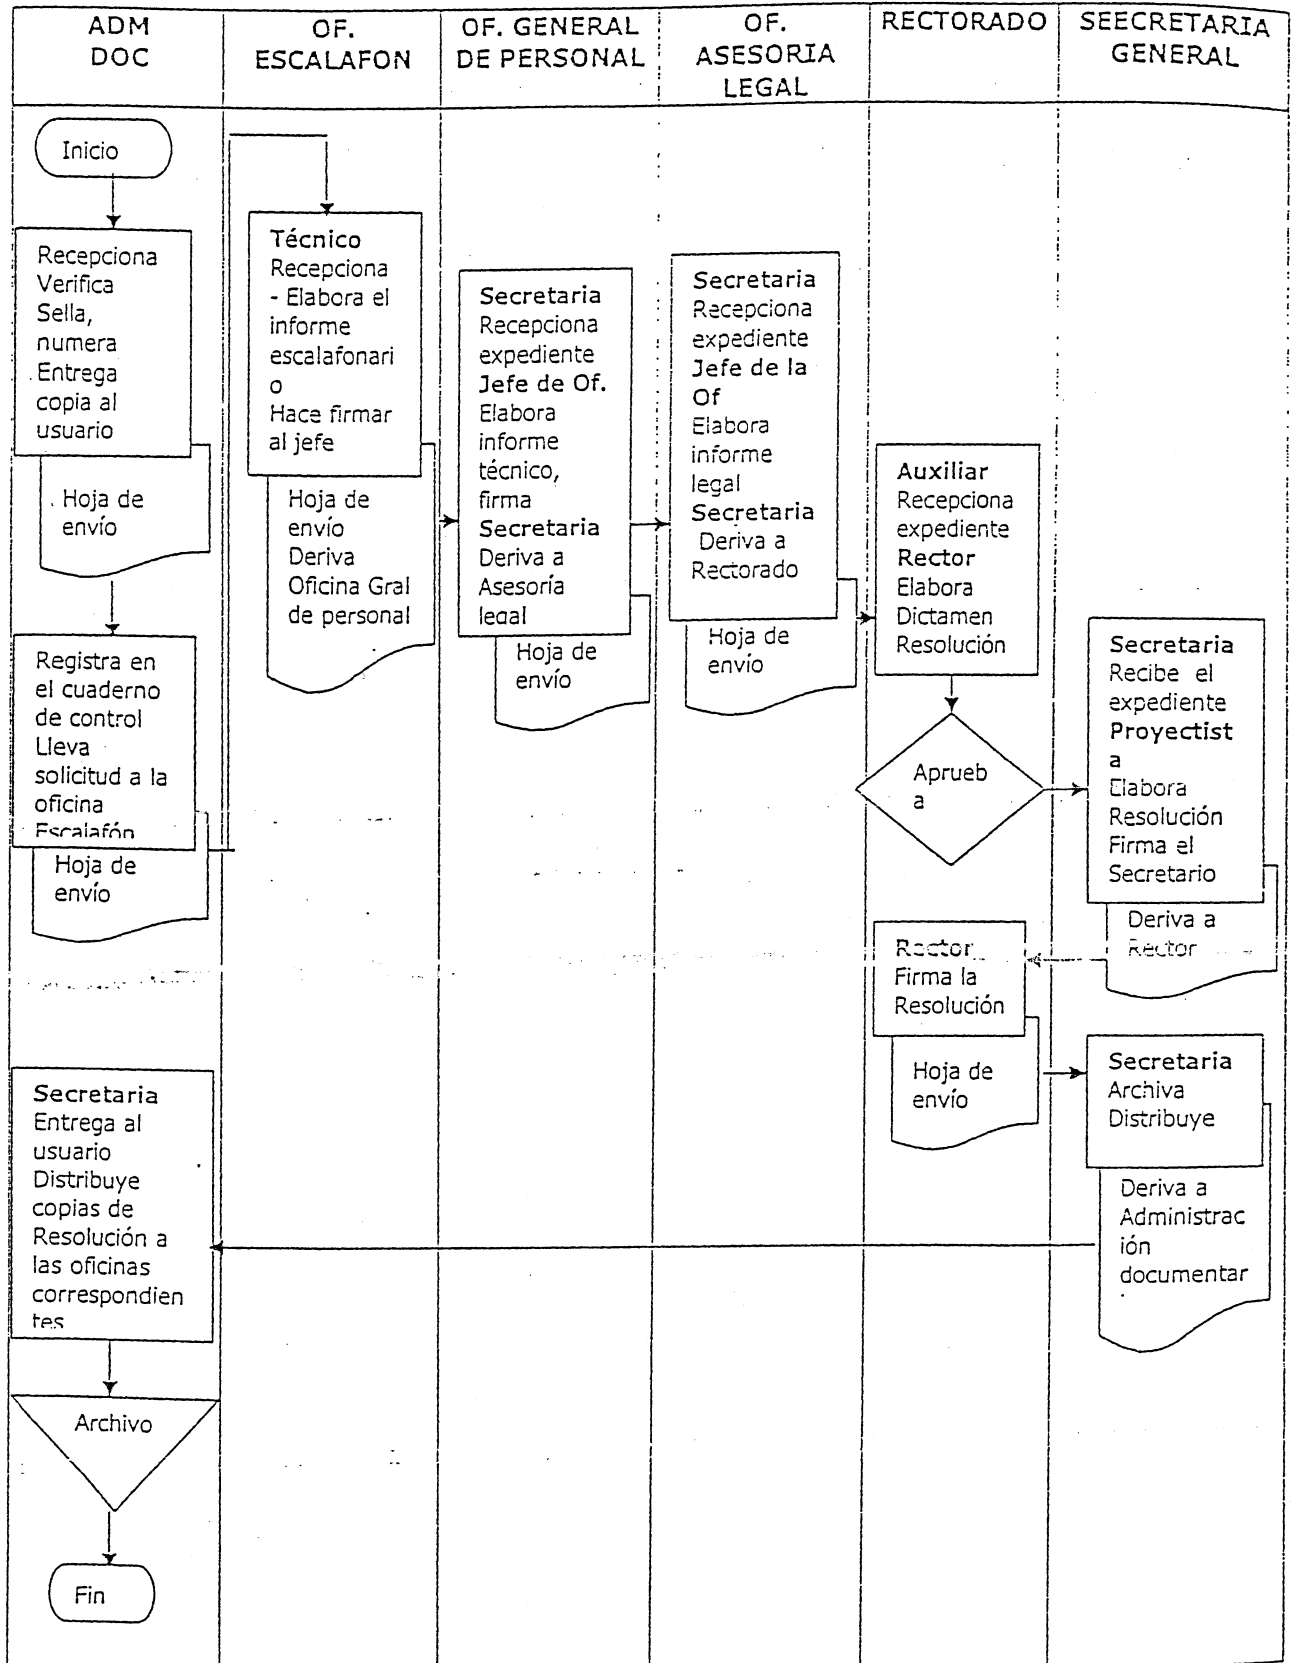 ADM
DOC
OF.
ESCALAFON
OF. GENERAL
DE PERSONAL
OF.
ASESORIA
LEGAL
RECTORADO
SEECRETARIA
GENERAL
Inicio
Recepciona
Verifica
Sella,
numera
Entrega
copia al
usuario
Hoja de
envío
Registra en
el cuaderno
de control
Lleva
solicitud a la
oficina
Escalafón
Hoja de
envío
Técnico
Recepciona
- Elabora el
informe
escalafonari
o
Hace firmar
al jefe
Hoja de
envío
Deriva
Oficina Gral
de personal
Secretaria
Recepciona
expediente
Jefe de Of.
Elabora
informe
técnico,
firma
Secretaria
Deriva a
Asesoría
legal
Hoja de
envío
Secretaria
Recepciona
expediente
Jefe de la
Of
Elabora
informe
legal
Secretaria
Deriva a
Rectorado
Hoja de
envío
Auxiliar
Recepciona
expediente
Rector
Elabora
Dictamen
Resolución
Aprueb
a
Secretaria
Recibe el
expediente
Proyectist
a
Elabora
Resolución
Firma el
Secretario
Deriva a
Rector
Rector
Firma la
Resolución
Hoja de
envío
Secretaria
Archiva
Distribuye
Deriva a
Administrac
ión
documentar
Secretaria
Entrega al
usuario
Distribuye
copias de
Resolución a
las oficinas
correspondien
tes
Archivo
Fin